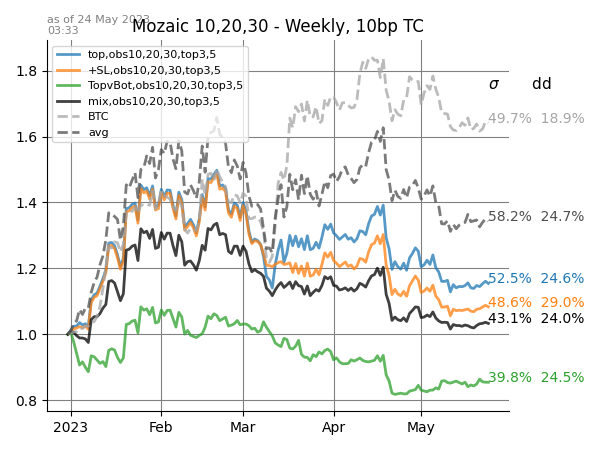 as of 24 May 2023
03:33
Mozaic 10,20,30 - Weekly, 10bp TC
top,obs10,20,30,top3,5
+SL,obs10,20,30,top3,5
TopvBot,obs10,20,30,top3,5
mix,obs10,20,30,top3,5
BTC
avg
σ dd
49.7% 18.9%
58.2% 24.7%
52.5% 24.6%
48.6% 29.0%
43.1% 24.0%
39.8% 24.5%
1.8
1.6
1.4
1.2
1.0
0.8
2023 Feb Mar Apr May